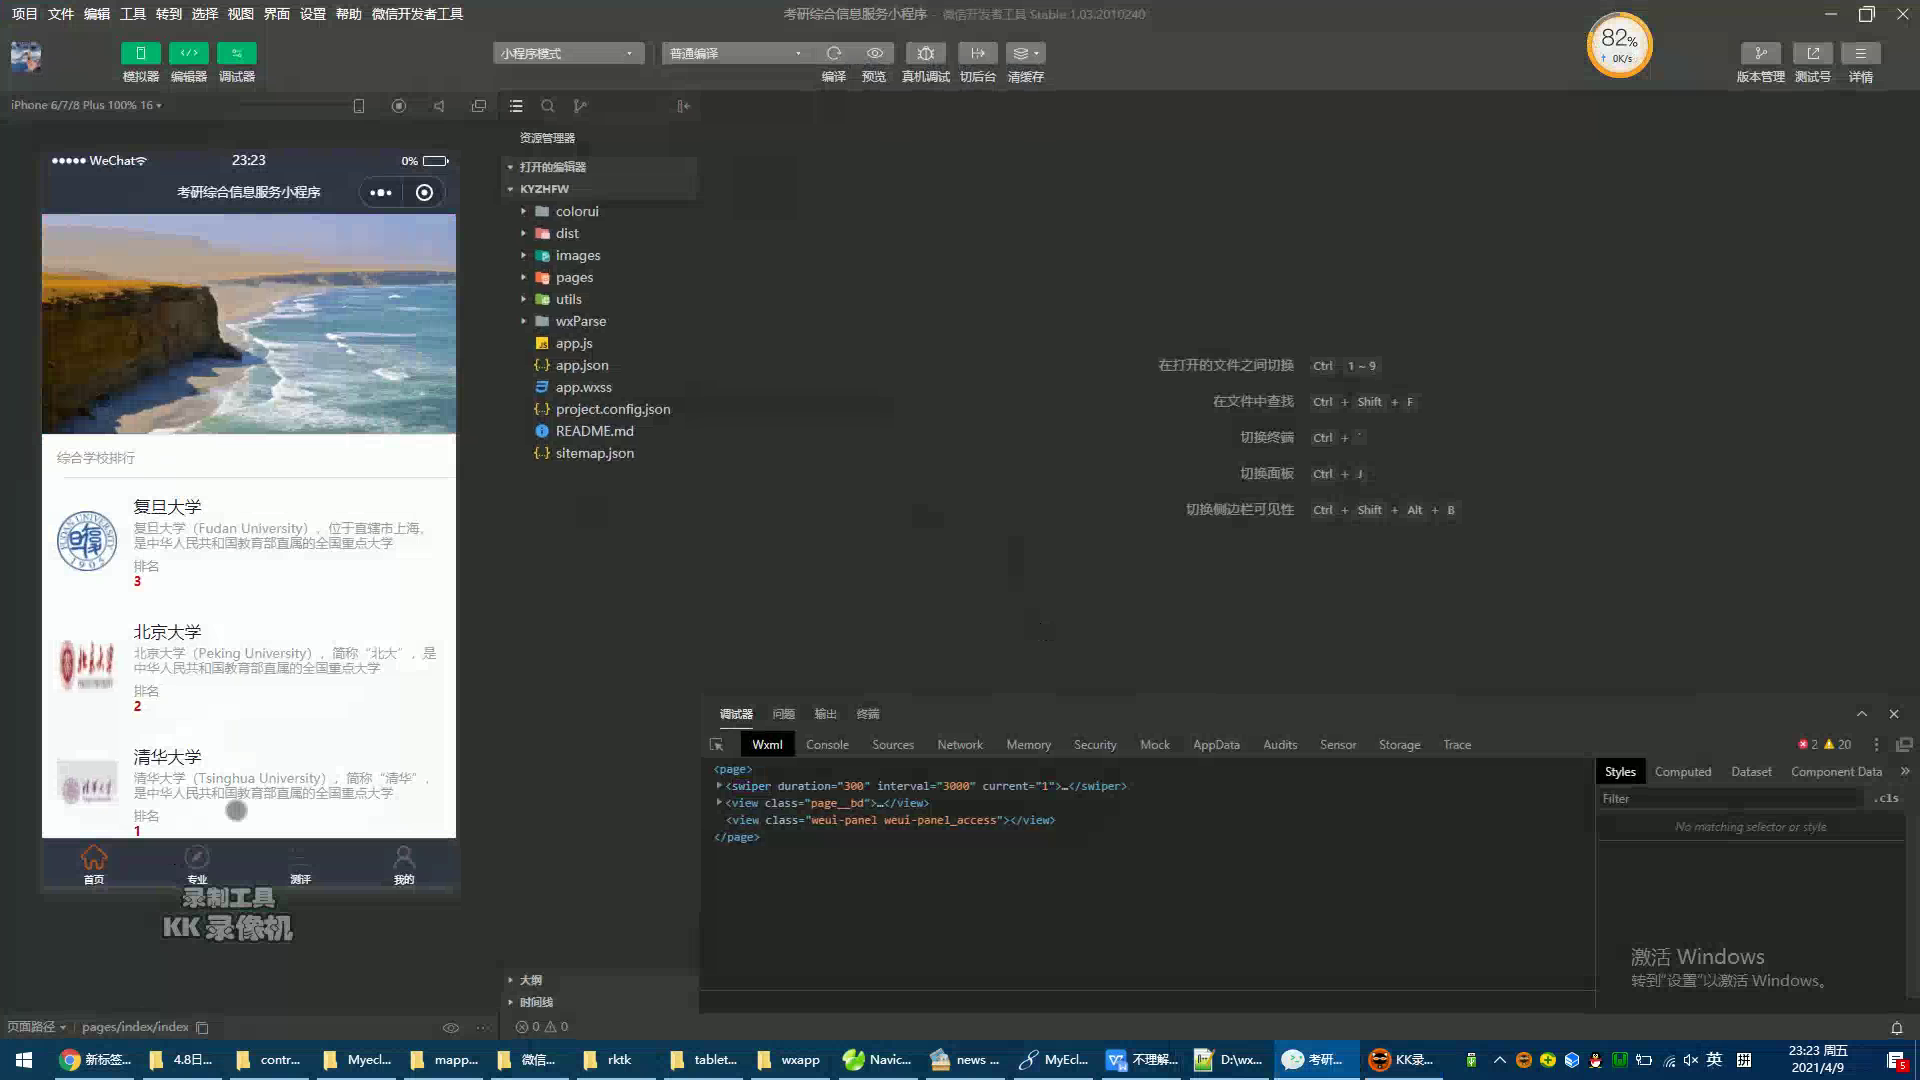 项目 文件 编辑 工具 转到 选择 视图 界面 设置 帮助 微信开发者工具
考研综合信息服务小程序 - 微信开发者工具 Stable 1.03.2010240
82%
↑ 0K/s
小程序模式
普通编译
模拟器 编辑器 调试器
编译 预览 真机调试 切后台 清缓存
版本管理 测试号 详情
iPhone 6/7/8 Plus 100% 16
资源管理器
打开的编辑器
KYZHFW
colorui
dist
images
pages
utils
wxParse
app.js
app.json
app.wxss
project.config.json
README.md
sitemap.json
大纲
时间线
WeChat 23:23 0%
考研综合信息服务小程序
综合学校排行
复旦大学
复旦大学（Fudan University），位于直辖市上海，
是中华人民共和国教育部直属的全国重点大学
排名
3
北京大学
北京大学（Peking University），简称“北大”，是
中华人民共和国教育部直属的全国重点大学
排名
2
清华大学
清华大学（Tsinghua University），简称“清华”，
是中华人民共和国教育部直属的全国重点大学
排名
1
首页 专业 测评 我的
录制工具
KK 录像机
在打开的文件之间切换 Ctrl 1 ~ 9
在文件中查找 Ctrl + Shift + F
切换终端 Ctrl + `
切换面板 Ctrl + J
切换侧边栏可见性 Ctrl + Shift + Alt + B
调试器 问题 输出 终端
Wxml Console Sources Network Memory Security Mock AppData Audits Sensor Storage Trace
2 20
<page>
<swiper duration="300" interval="3000" current="1">…</swiper>
<view class="page__bd">…</view>
<view class="weui-panel weui-panel_access"></view>
</page>
Styles Computed Dataset Component Data
Filter .cls
No matching selector or style
激活 Windows
转到“设置”以激活 Windows。
页面路径 pages/index/index
0 0
新标签... 4.8日... contr... Myecl... mapp... 微信... rktk tablet... wxapp Navic... news ... MyEcl... 不理解... D:\wx... 考研... KK录...
英 拼
23:23 周五
2021/4/9
5